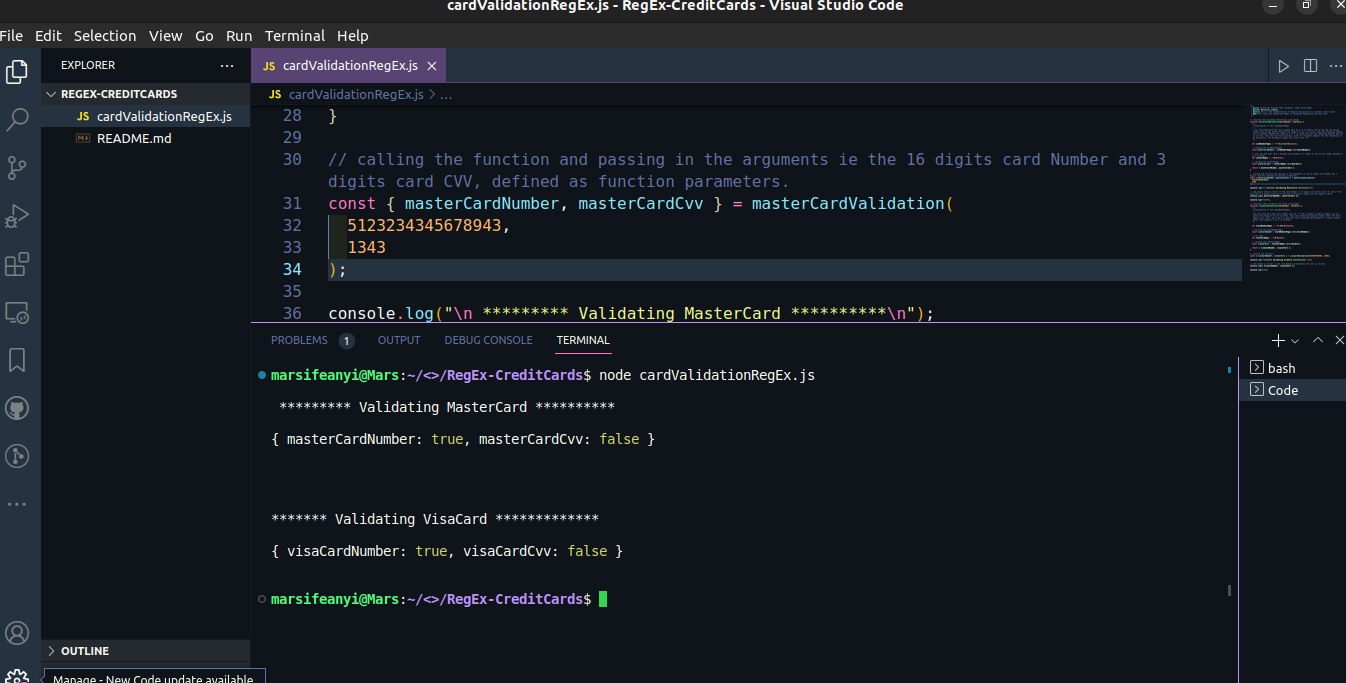 cardValidationRegEx.js - RegEx-CreditCards - Visual Studio Code
File Edit Selection View Go Run Terminal Help
EXPLORER
REGEX-CREDITCARDS
JS cardValidationRegEx.js
README.md
OUTLINE
Manage - New Code update available
JS cardValidationRegEx.js
JS cardValidationRegEx.js > ...
28 }
29
30 // calling the function and passing in the arguments ie the 16 digits card Number and 3
digits card CVV, defined as function parameters.
31 const { masterCardNumber, masterCardCvv } = masterCardValidation(
32 5123234345678943,
33 1343
34 );
35
36 console.log("\n ********* Validating MasterCard **********\n");
PROBLEMS 1 OUTPUT DEBUG CONSOLE TERMINAL
marsifeanyi@Mars:~/<>/RegEx-CreditCards$ node cardValidationRegEx.js
********* Validating MasterCard **********
{ masterCardNumber: true, masterCardCvv: false }
******* Validating VisaCard *************
{ visaCardNumber: true, visaCardCvv: false }
marsifeanyi@Mars:~/<>/RegEx-CreditCards$
bash
Code